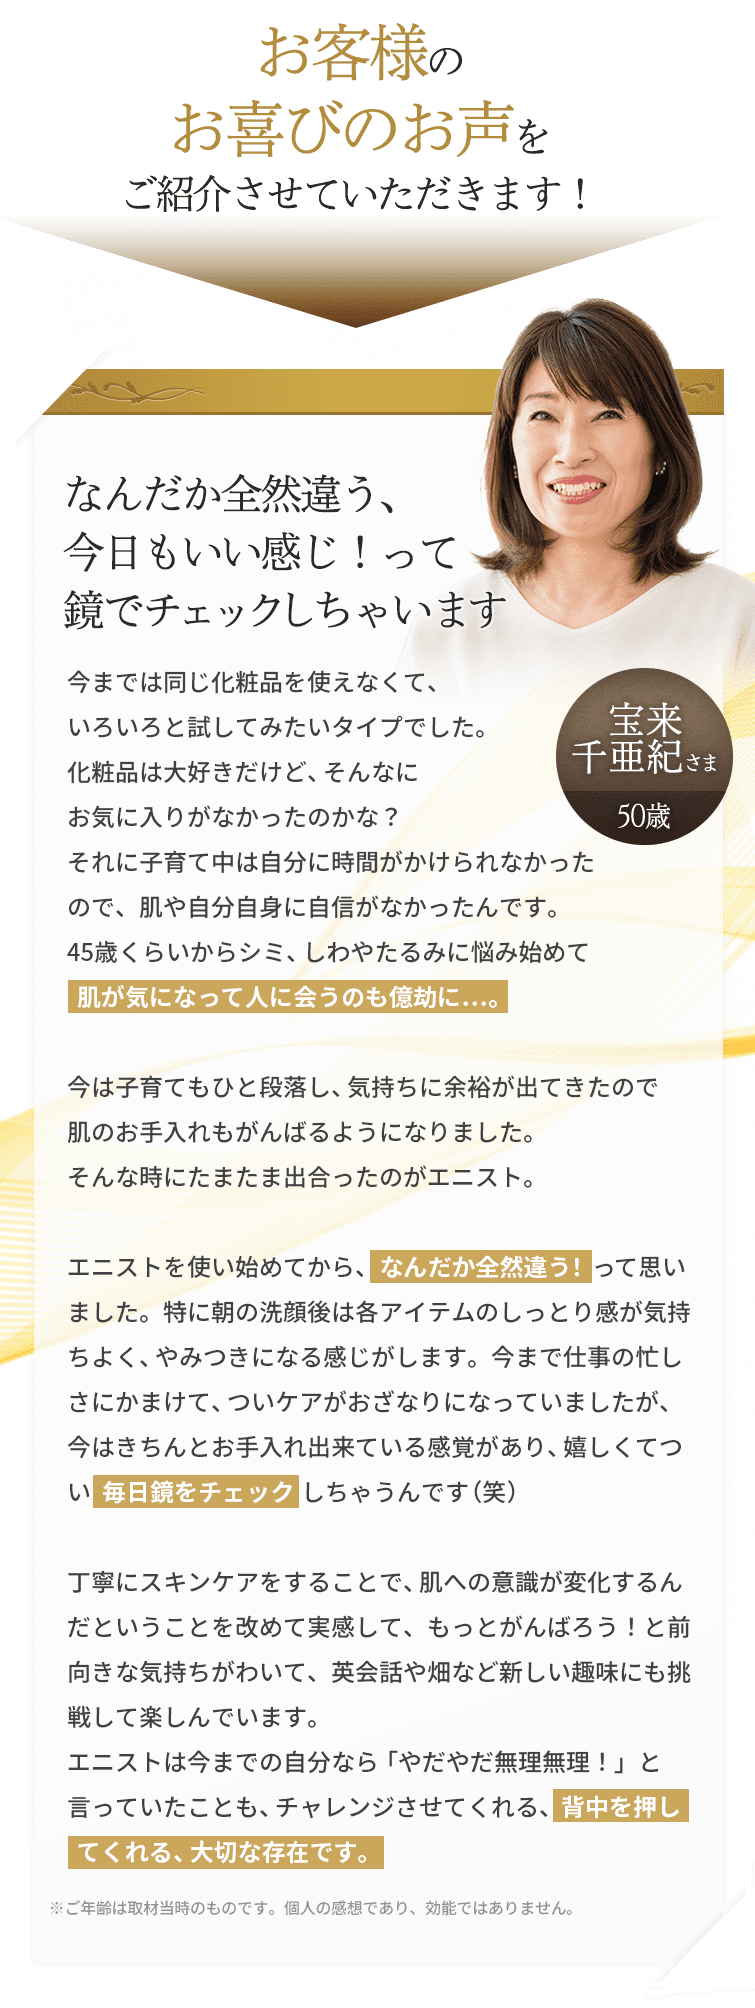 お客様の
お喜びのお声を
ご紹介させていただきます！
なんだか全然違う、
今日もいい感じ！って
鏡でチェックしちゃいます
宝来
千亜紀さま
50歳
今までは同じ化粧品を使えなくて、
いろいろと試してみたいタイプでした。
化粧品は大好きだけど、そんなに
お気に入りがなかったのかな？
それに子育て中は自分に時間がかけられなかった
ので、肌や自分自身に自信がなかったんです。
45歳くらいからシミ、しわやたるみに悩み始めて
肌が気になって人に会うのも億劫に…。
今は子育てもひと段落し、気持ちに余裕が出てきたので
肌のお手入れもがんばるようになりました。
そんな時にたまたま出合ったのがエニスト。
エニストを使い始めてから、なんだか全然違う！って思い
ました。特に朝の洗顔後は各アイテムのしっとり感が気持
ちよく、やみつきになる感じがします。今まで仕事の忙し
さにかまけて、ついケアがおざなりになっていましたが、
今はきちんとお手入れ出来ている感覚があり、嬉しくてつ
い毎日鏡をチェックしちゃうんです（笑）
丁寧にスキンケアをすることで、肌への意識が変化するん
だということを改めて実感して、もっとがんばろう！と前
向きな気持ちがわいて、英会話や畑など新しい趣味にも挑
戦して楽しんでいます。
エニストは今までの自分なら「やだやだ無理無理！」と
言っていたことも、チャレンジさせてくれる、背中を押し
てくれる、大切な存在です。
※ご年齢は取材当時のものです。個人の感想であり、効能ではありません。